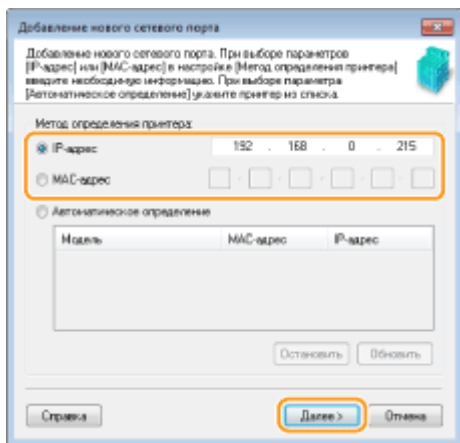 Добавление нового сетевого порта
Добавление нового сетевого порта. При выборе параметров
[IP-адрес] или [MAC-адрес] в настройке [Метод определения принтера]
введите необходимую информацию. При выборе параметра
[Автоматическое определение] укажите принтер из списка.
Метод определения принтера:
IP-адрес 192 . 168 . 0 . 215
MAC-адрес - - - - -
Автоматическое определение
Модель MAC-адрес IP-адрес
Остановить Обновить
Справка Далее > Отмена